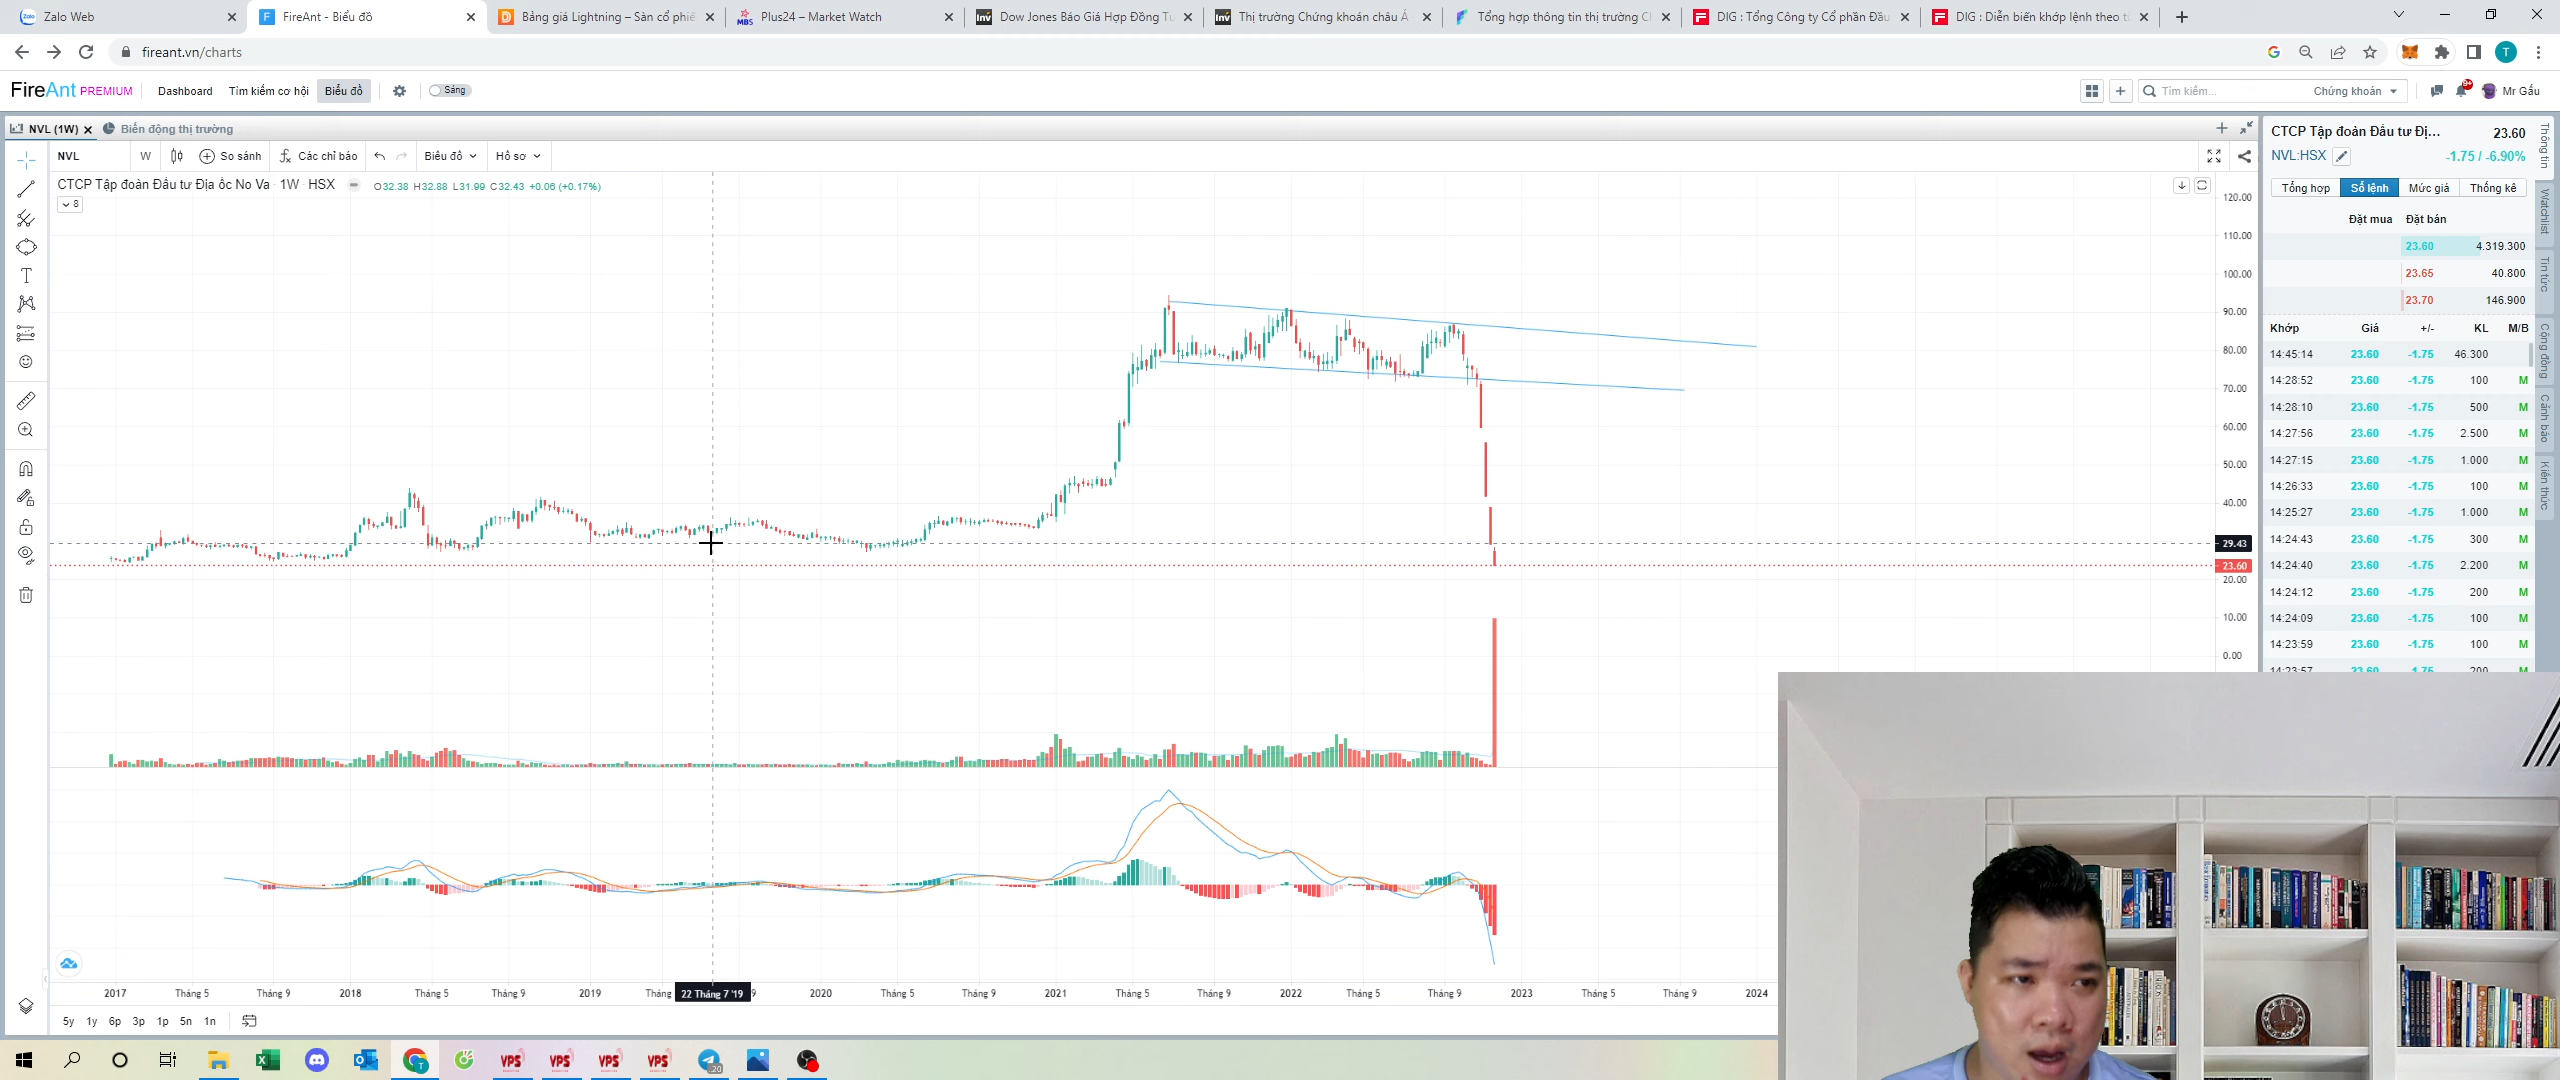 Zalo Web
FireAnt - Biểu đồ
Bảng giá Lightning – Sàn cổ phiế
Plus24 – Market Watch
Dow Jones Báo Giá Hợp Đồng Tư
Thị trường Chứng khoán châu Á
Tổng hợp thông tin thị trường C
DIG : Tổng Công ty Cổ phần Đầu
DIG : Diễn biến khớp lệnh theo t
fireant.vn/charts
FireAnt PREMIUM
Dashboard
Tìm kiếm cơ hội
Biểu đồ
Sáng
Tìm kiếm...
Chứng khoán
9+
Mr Gấu
NVL (1W)
Biến động thị trường
NVL
W
So sánh
Các chỉ báo
Biểu đồ
Hồ sơ
CTCP Tập đoàn Đầu tư Địa ốc No Va · 1W · HSX
O32.38 H32.88 L31.99 C32.43 +0.06 (+0.17%)
8
120.00
110.00
100.00
90.00
80.00
70.00
60.00
50.00
40.00
29.43
23.60
20.00
10.00
0.00
2017
Tháng 5
Tháng 9
2018
Tháng 5
Tháng 9
2019
Tháng
22 Tháng 7 '19
9
2020
Tháng 5
Tháng 9
2021
Tháng 5
Tháng 9
2022
Tháng 5
Tháng 9
2023
Tháng 5
Tháng 9
2024
5y 1y 6p 3p 1p 5n 1n
CTCP Tập đoàn Đầu tư Đị... 23.60
NVL:HSX -1.75 / -6.90%
Tổng hợp Sổ lệnh Mức giá Thống kê
Đặt mua Đặt bán
23.60 4.319.300
23.65 40.800
23.70 146.900
Khớp Giá +/- KL M/B
14:45:14 23.60 -1.75 46.300
14:28:52 23.60 -1.75 100 M
14:28:10 23.60 -1.75 500 M
14:27:56 23.60 -1.75 2.500 M
14:27:15 23.60 -1.75 1.000 M
14:26:33 23.60 -1.75 100 M
14:25:27 23.60 -1.75 1.000 M
14:24:43 23.60 -1.75 300 M
14:24:40 23.60 -1.75 2.200 M
14:24:12 23.60 -1.75 200 M
14:24:09 23.60 -1.75 100 M
14:23:59 23.60 -1.75 100 M
14:23:57 23.60 -1.75 200 M
Thông tin
Watchlist
Tin tức
Cộng đồng
Cảnh báo
Kiến thức
VPS
VPS
VPS
VPS
20